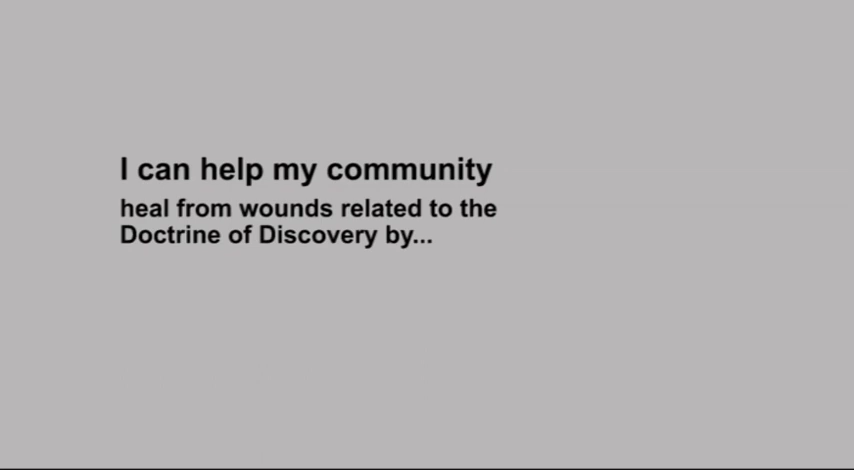 I can help my community
heal from wounds related to the
Doctrine of Discovery by...